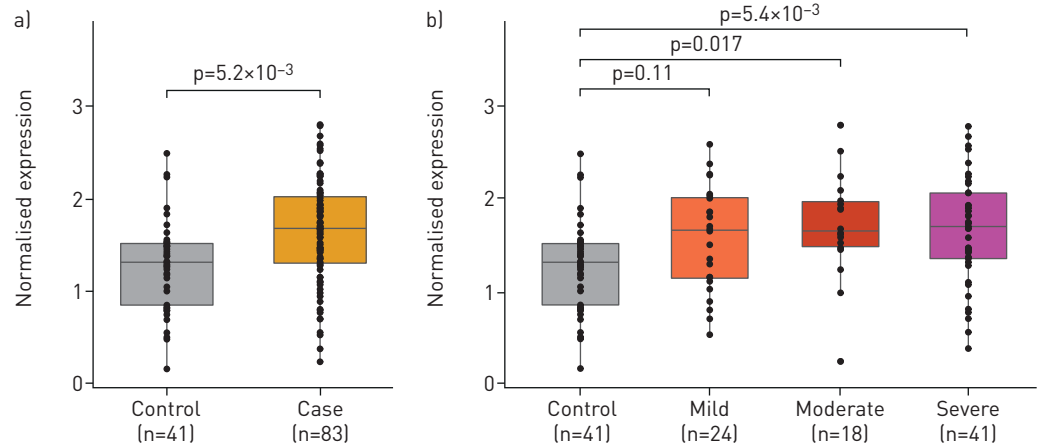 a)
p=5.2×10⁻³
Normalised expression
3
2
1
0
Control
(n=41)
Case
(n=83)
b)
p=5.4×10⁻³
p=0.017
p=0.11
Normalised expression
3
2
1
0
Control
(n=41)
Mild
(n=24)
Moderate
(n=18)
Severe
(n=41)